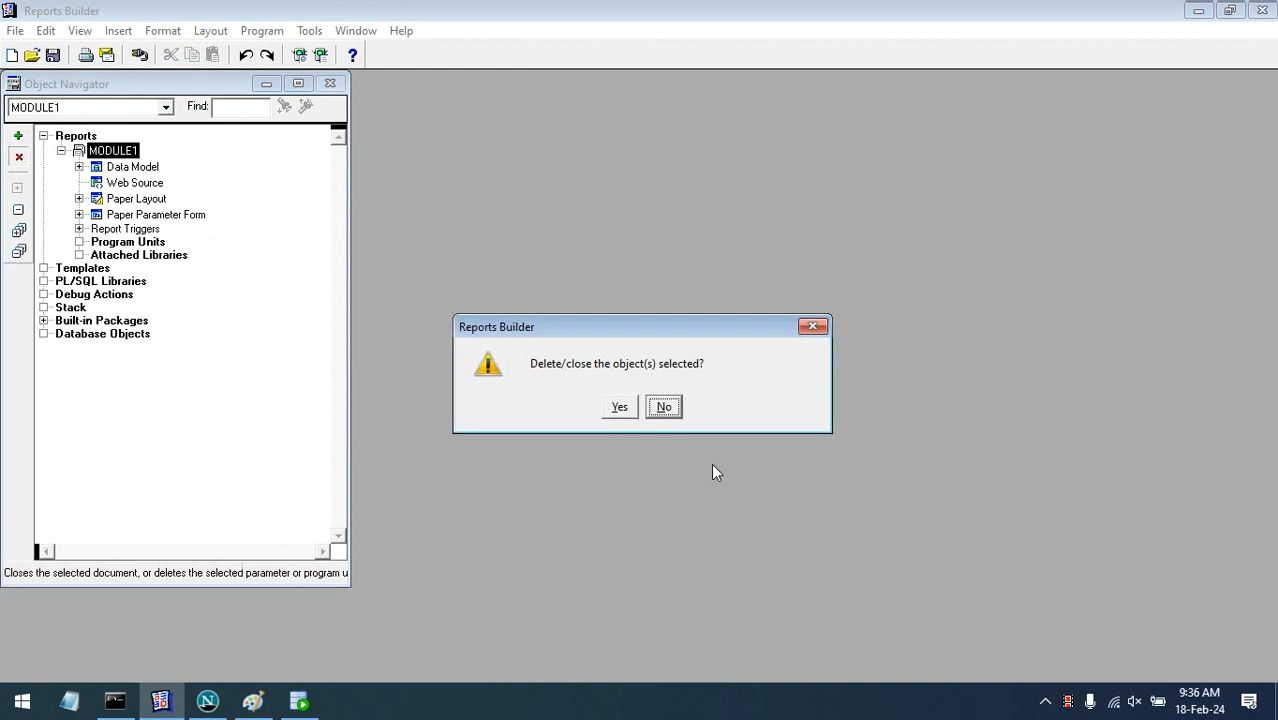 Reports Builder
File Edit View Insert Format Layout Program Tools Window Help
Object Navigator
MODULE1 Find:
Reports
MODULE1
Data Model
Web Source
Paper Layout
Paper Parameter Form
Report Triggers
Program Units
Attached Libraries
Templates
PL/SQL Libraries
Debug Actions
Stack
Built-in Packages
Database Objects
Closes the selected document, or deletes the selected parameter or program u
Reports Builder
Delete/close the object(s) selected?
Yes No
9:36 AM
18-Feb-24